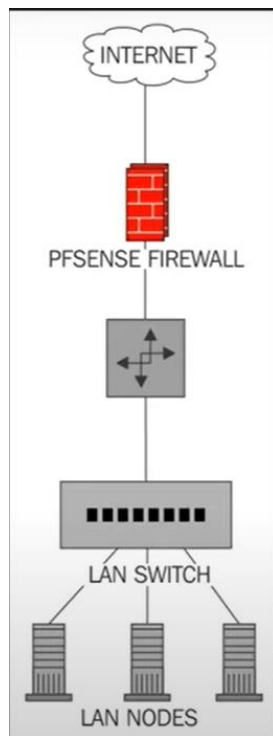 INTERNET
PFSENSE FIREWALL
LAN SWITCH
LAN NODES